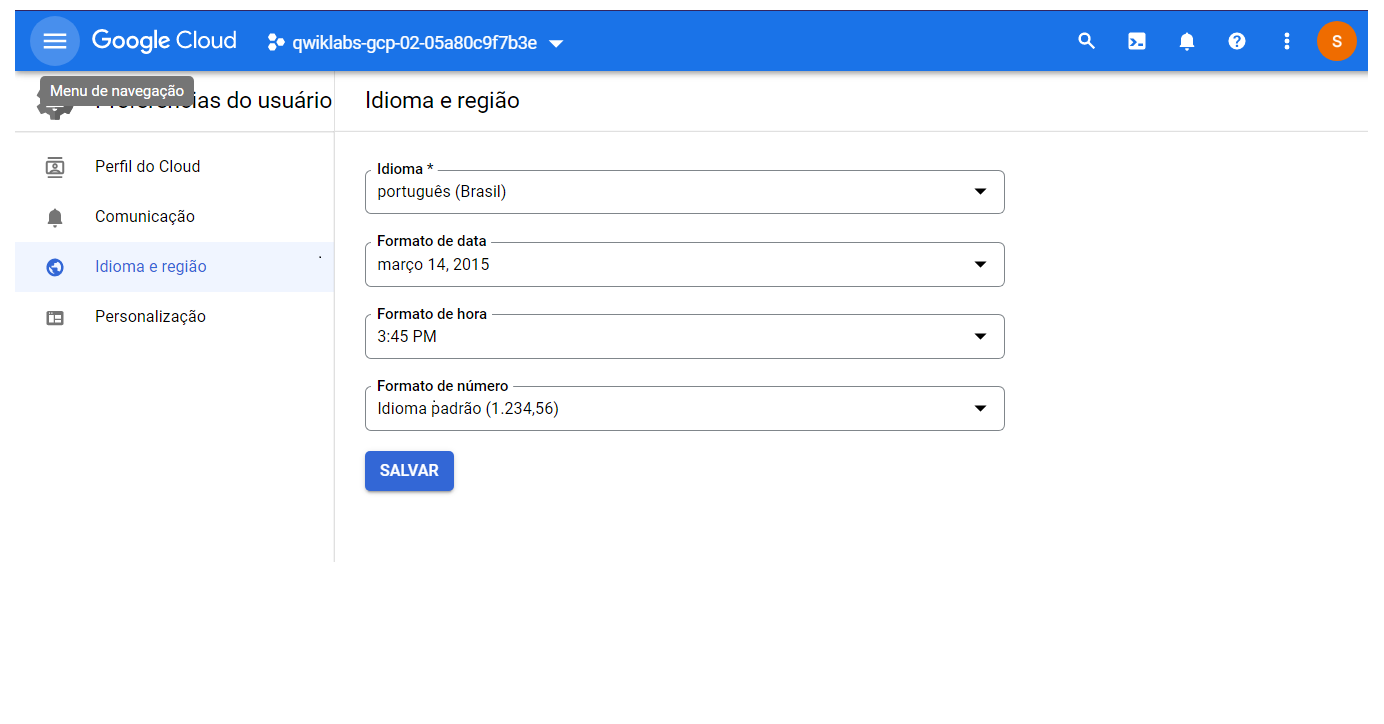 Google Cloud
qwiklabs-gcp-02-05a80c9f7b3e
S
Menu de navegação
do usuário
Idioma e região
Perfil do Cloud
Comunicação
Idioma e região
Personalização
Idioma *
português (Brasil)
Formato de data
março 14, 2015
Formato de hora
3:45 PM
Formato de número
Idioma padrão (1.234,56)
SALVAR